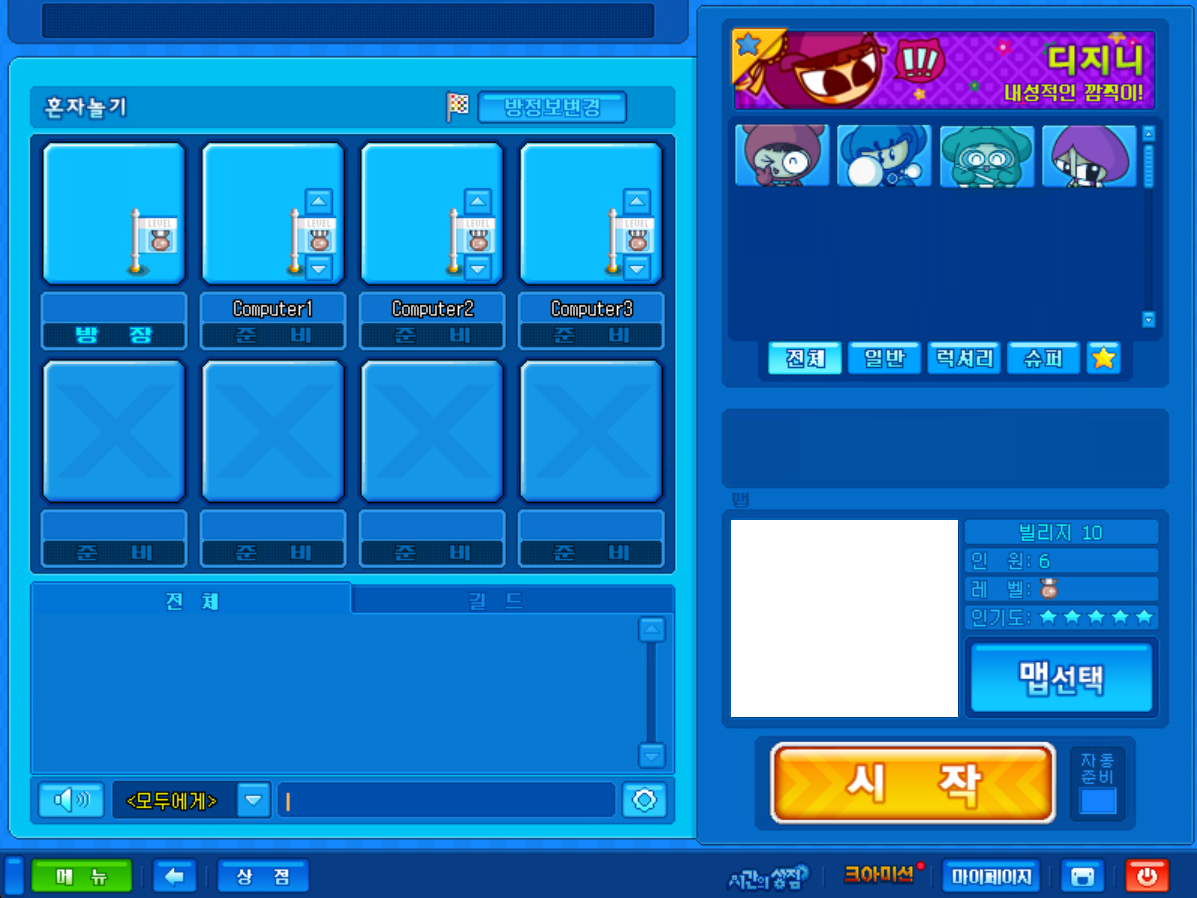 혼자놀기
방정보변경
LEVEL
LEVEL
LEVEL
LEVEL
방 장
Computer1
준 비
Computer2
준 비
Computer3
준 비
준 비
준 비
준 비
준 비
전 체
길 드
<모두에게>
!!!
디지니
내성적인 깜찍이!
전체
일반
럭셔리
슈퍼
맵
빌리지 10
인 원: 6
레 벨:
인기도:
맵선택
시 작
자동
준비
메 뉴
상 점
시간의 상점
크아미션
마이페이지